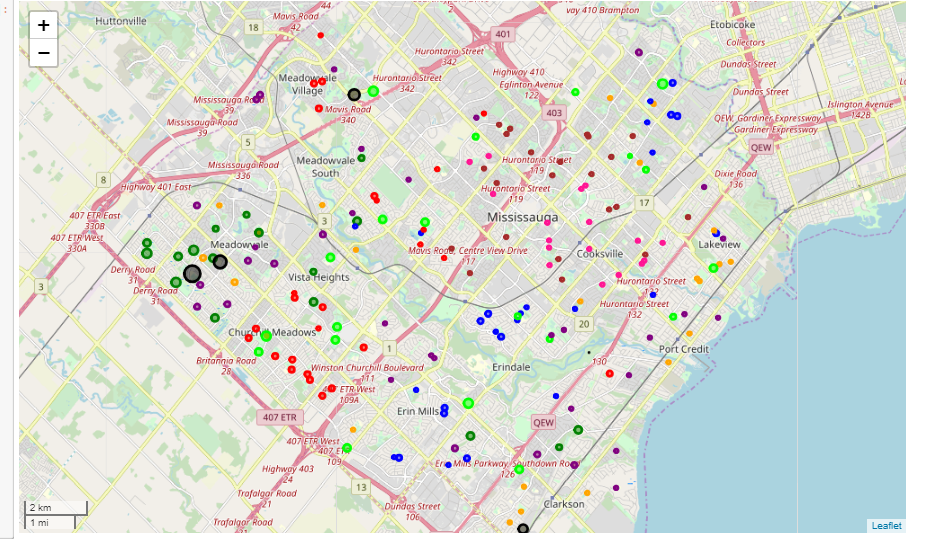 :
+
−
Huttonville
18
Mavis Road
44
42
2
vay 410 Brampton
401
Etobicoke
Collectors
Hurontario Street
342
Dundas Street
Highway 410
Eglinton Avenue
122
Meadowvale
Village
Hurontario Street
342
Mississauga Road
39
Mavis Road
340
403
Islington Avenue
142B
QEW, Gardiner Expressway
Gardiner Expressway
Mississauga Road
39
5
QEW
Meadowvale
South
Mississauga Road
336
Hurontario Street
119
Dixie Road
136
8
Highway 401 East
Hurontario Street
119
17
407 ETR East
330B
3
Mississauga
407 ETR West
330A
Meadowvale
Mavis Road, Centre View Drive
117
Cooksville
Lakeview
Derry Road
31
Vista Heights
Hurontario Street
132
3
Derry Road
31
Hurontario Street
132
20
Churchill Meadows
1
Port Credit
Britannia Road
28
Winston Churchill Boulevard
111
Erindale
130
407 ETR West
109A
407 ETR
Erin Mills
QEW
407 ETR West
407 ETR
109
Highway 403
24
Erin Mills Parkway, Southdown Road
126
13
Trafalgar Road
21
Dundas Street
106
Clarkson
Trafalgar Road
2 km
1 mi
Leaflet